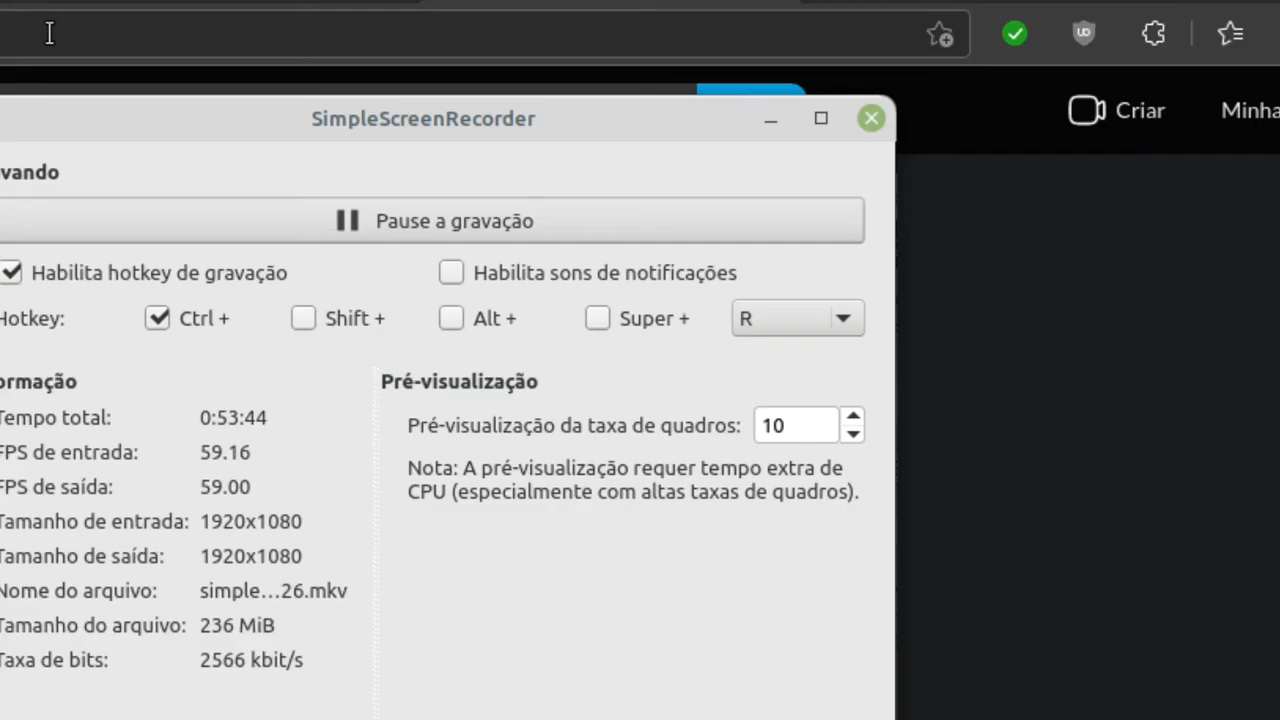 Criar
Minha
SimpleScreenRecorder
vando
Pause a gravação
Habilita hotkey de gravação
Habilita sons de notificações
Hotkey:
Ctrl +
Shift +
Alt +
Super +
R
ormação
Tempo total: 0:53:44
FPS de entrada: 59.16
FPS de saída: 59.00
Tamanho de entrada: 1920x1080
Tamanho de saída: 1920x1080
Nome do arquivo: simple...26.mkv
Tamanho do arquivo: 236 MiB
Taxa de bits: 2566 kbit/s
Pré-visualização
Pré-visualização da taxa de quadros: 10
Nota: A pré-visualização requer tempo extra de
CPU (especialmente com altas taxas de quadros).